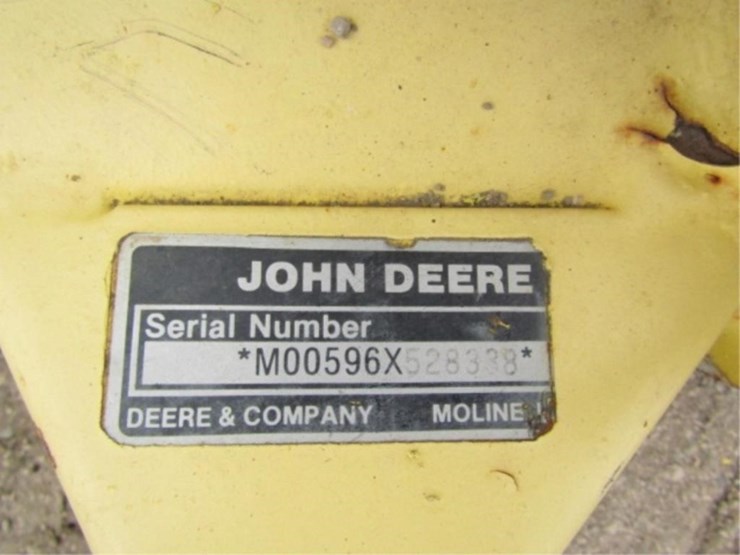 JOHN DEERE
Serial Number
*M00596X528338*
DEERE & COMPANY MOLINE